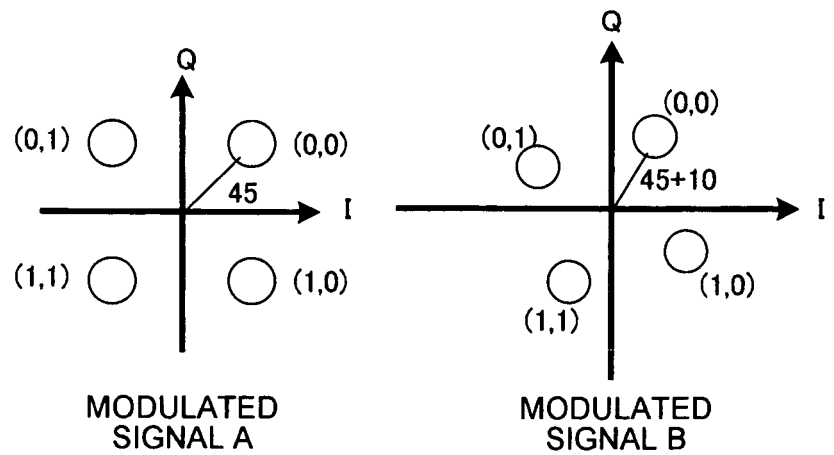 Q
(0,1)
(0,0)
45
I
(1,1)
(1,0)
MODULATED
SIGNAL A
Q
(0,0)
(0,1)
45+10
I
(1,0)
(1,1)
MODULATED
SIGNAL B